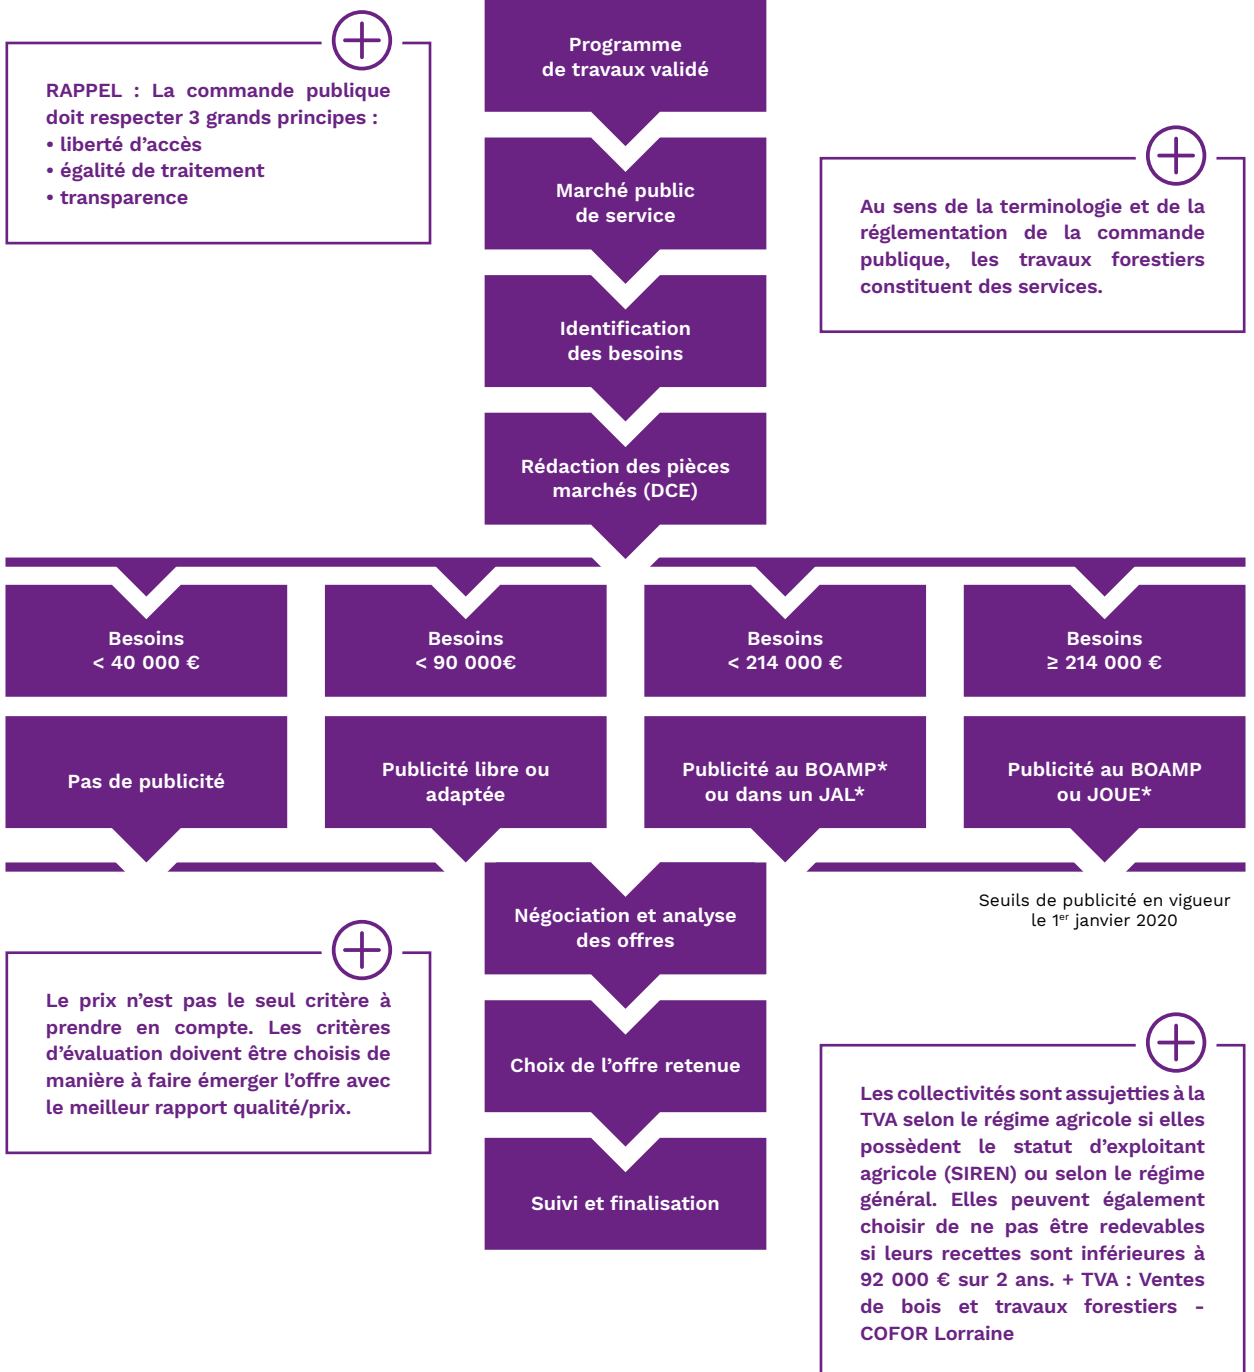 Programme
de travaux validé
RAPPEL : La commande publique
doit respecter 3 grands principes :
• liberté d'accès
• égalité de traitement
• transparence
Marché public
de service
Au sens de la terminologie et de la
réglementation de la commande
publique, les travaux forestiers
constituent des services.
Identification
des besoins
Rédaction des pièces
marchés (DCE)
Besoins
< 40 000 €
Besoins
< 90 000€
Besoins
< 214 000 €
Besoins
≥ 214 000 €
Pas de publicité
Publicité libre ou
adaptée
Publicité au BOAMP*
ou dans un JAL*
Publicité au BOAMP
ou JOUE*
Seuils de publicité en vigueur
le 1er janvier 2020
Négociation et analyse
des offres
Le prix n'est pas le seul critère à
prendre en compte. Les critères
d'évaluation doivent être choisis de
manière à faire émerger l'offre avec
le meilleur rapport qualité/prix.
Choix de l'offre retenue
Suivi et finalisation
Les collectivités sont assujetties à la
TVA selon le régime agricole si elles
possèdent le statut d'exploitant
agricole (SIREN) ou selon le régime
général. Elles peuvent également
choisir de ne pas être redevables
si leurs recettes sont inférieures à
92 000 € sur 2 ans. + TVA : Ventes
de bois et travaux forestiers -
COFOR Lorraine